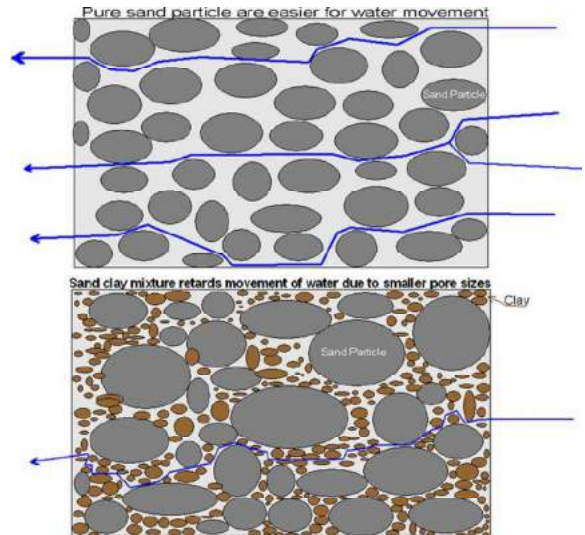 Pure sand particle are easier for water movement
Sand Particle
Sand clay mixture retards movement of water due to smaller pore sizes
Clay
Sand Particle